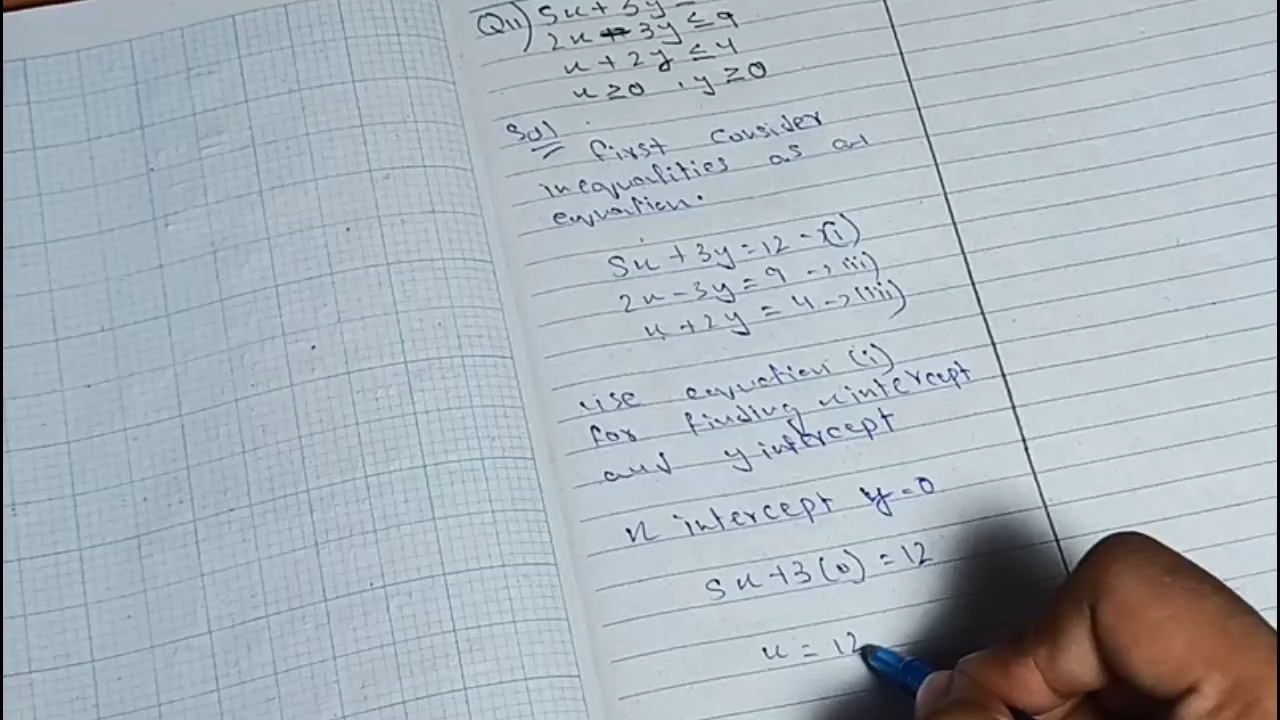 Q11) 5x + 3y
2x - 3y ≤ 9
x + 2y ≤ 4
x ≥ 0 , y ≥ 0
Sol
First consider
inequalities as an
equation.
5x + 3y = 12 → (i)
2x - 3y = 9 → (ii)
x + 2y = 4 → (iii)
use equation (i)
for finding x intercept
and y intercept
x intercept y = 0
5x + 3(0) = 12
x = 12